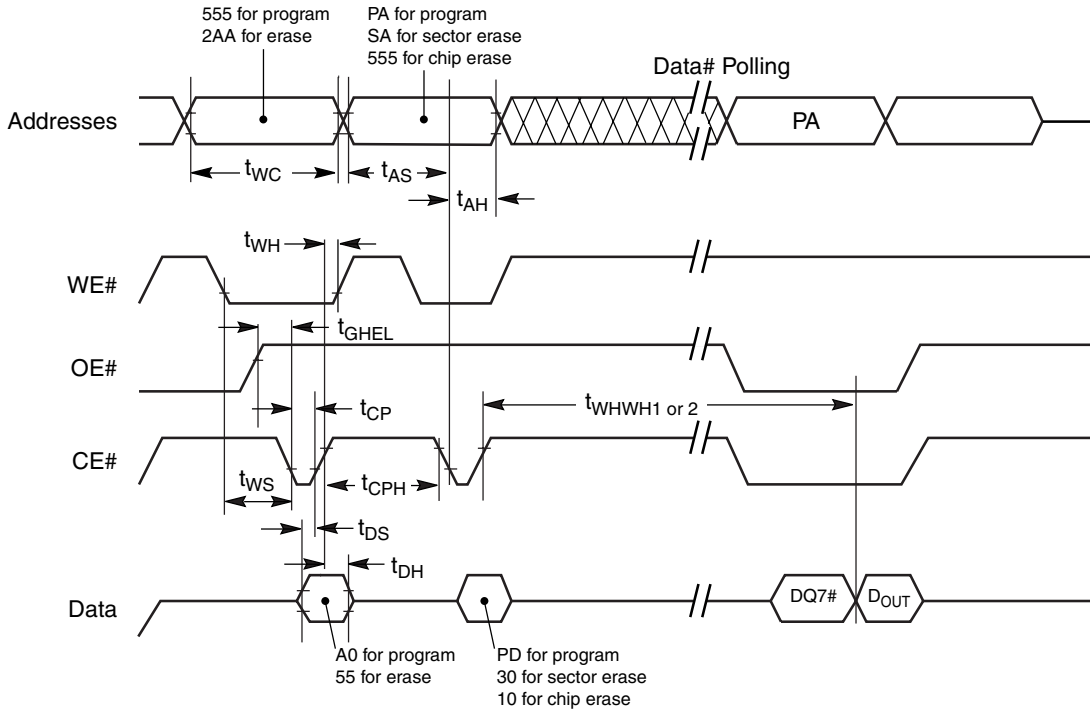 555 for program
2AA for erase
PA for program
SA for sector erase
555 for chip erase
Data# Polling
Addresses
PA
tWC
tAS
tAH
tWH
WE#
tGHEL
OE#
tWHWH1 or 2
tCP
CE#
tWS
tCPH
tDS
tDH
Data
DQ7#
DOUT
A0 for program
55 for erase
PD for program
30 for sector erase
10 for chip erase